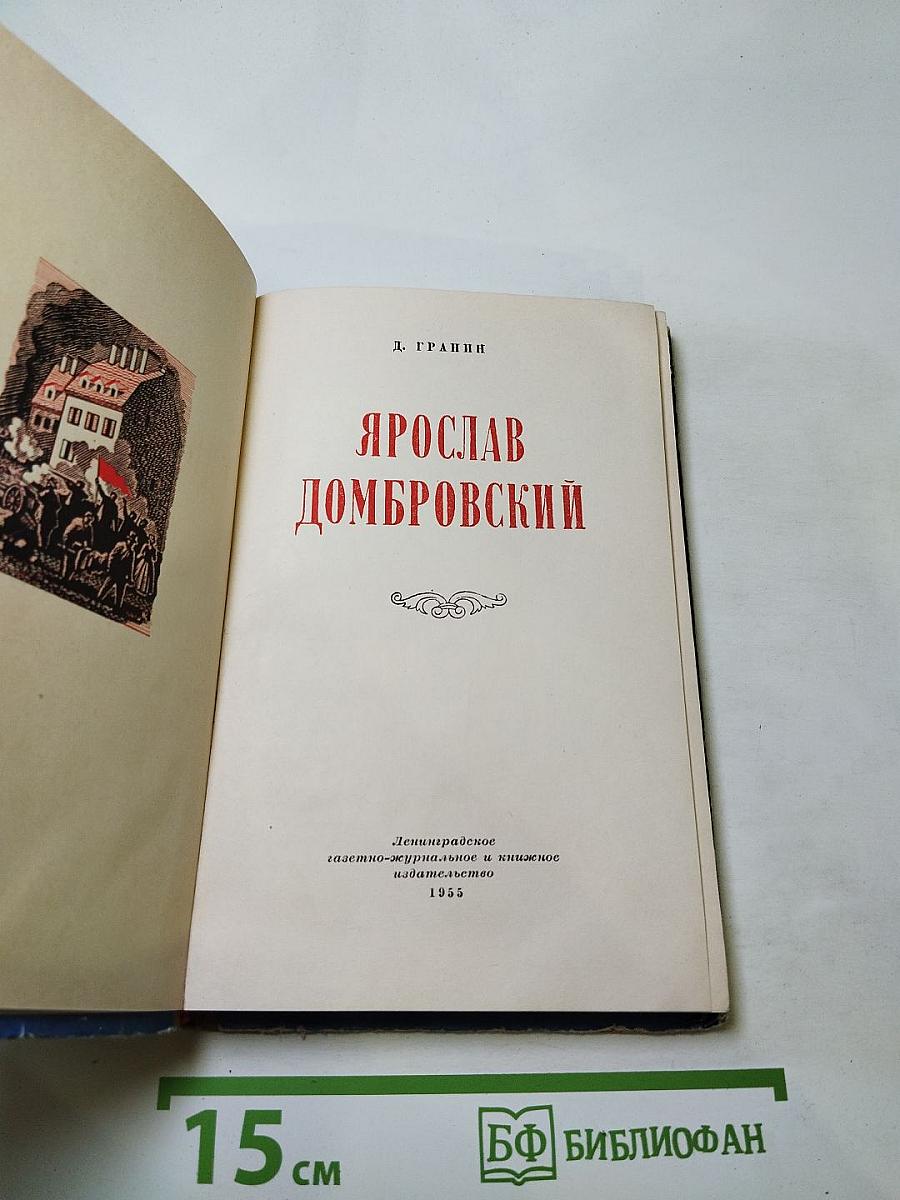 Д. ГРАНИН
ЯРОСЛАВ
ДОМБРОВСКИЙ
Ленинградское
газетно-журнальное и книжное
издательство
1955
15 см
БФ БИБЛИОФАН